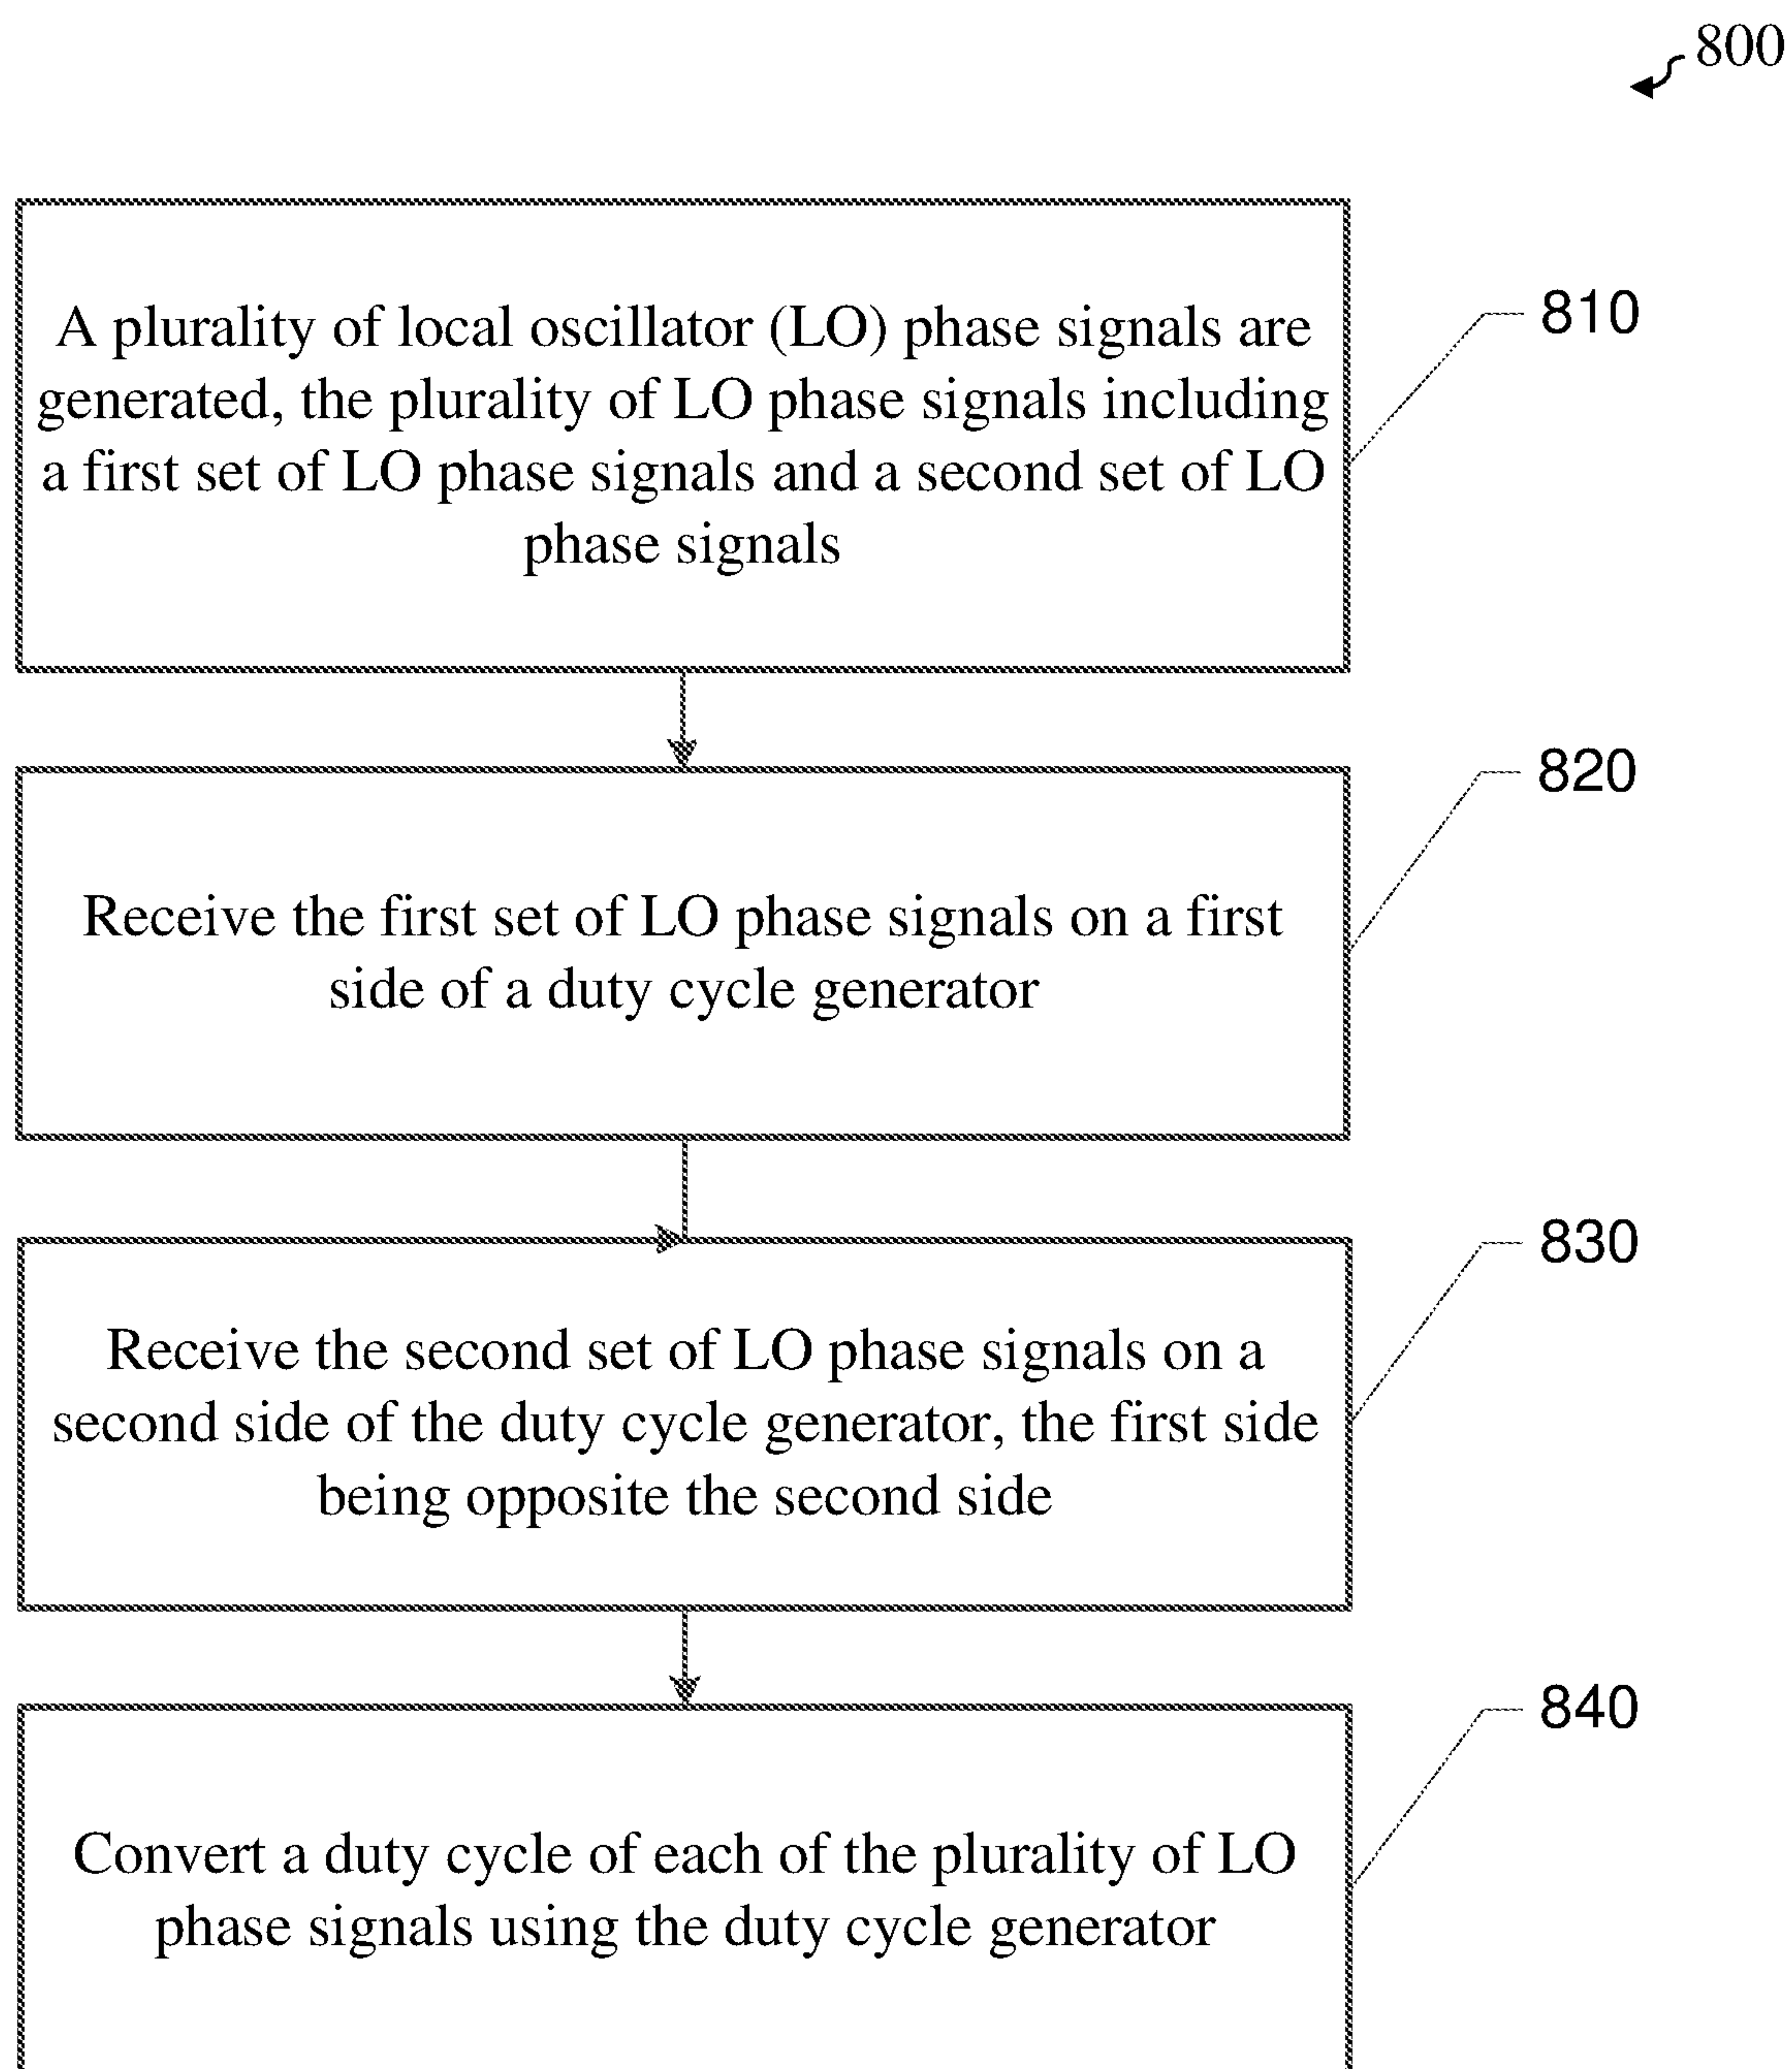 800
A plurality of local oscillator (LO) phase signals are
generated, the plurality of LO phase signals including
a first set of LO phase signals and a second set of LO
phase signals
810
Receive the first set of LO phase signals on a first
side of a duty cycle generator
820
Receive the second set of LO phase signals on a
second side of the duty cycle generator, the first side
being opposite the second side
830
Convert a duty cycle of each of the plurality of LO
phase signals using the duty cycle generator
840